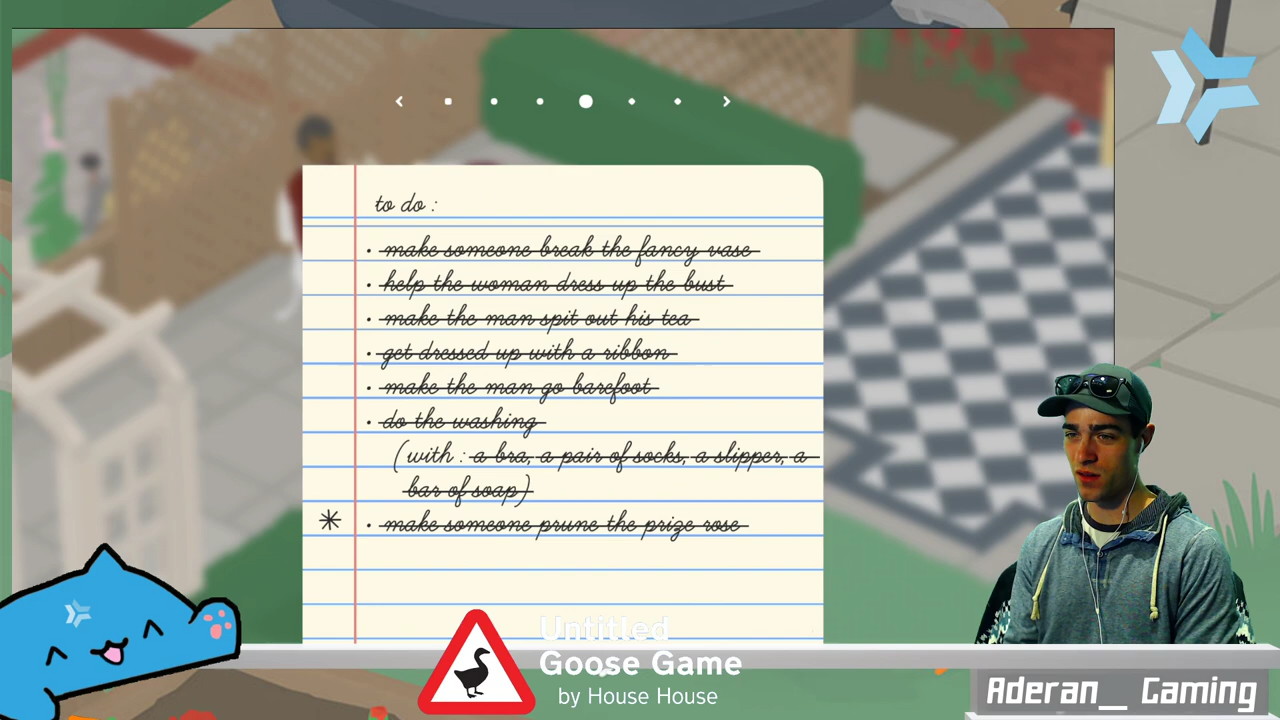 to do :
• make someone break the fancy vase
• help the woman dress up the bust
• make the man spit out his tea
• get dressed up with a ribbon
• make the man go barefoot
• do the washing
(with : a bra, a pair of socks, a slipper, a
bar of soap)
• make someone prune the prize rose
Untitled
Goose Game
by House House
Aderan_ Gaming